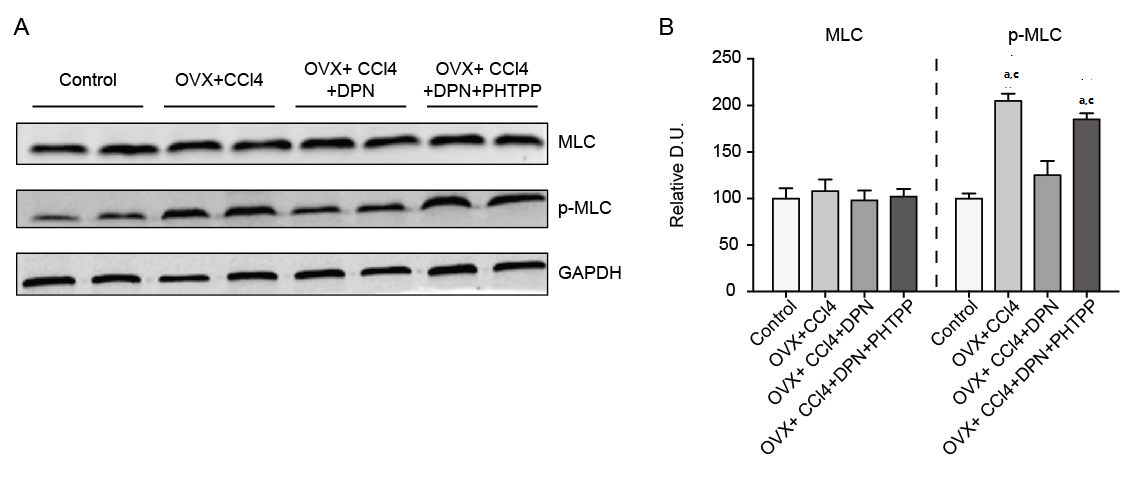 A
Control
OVX+CCl4
OVX+ CCl4
+DPN
OVX+ CCl4
+DPN+PHTPP
MLC
p-MLC
GAPDH
B
MLC
p-MLC
Relative D.U.
250
200
150
100
50
0
a,c
a,c
Control
OVX+CCl4
OVX+ CCl4+DPN
OVX+ CCl4+DPN+PHTPP
Control
OVX+CCl4
OVX+ CCl4+DPN
OVX+ CCl4+DPN+PHTPP